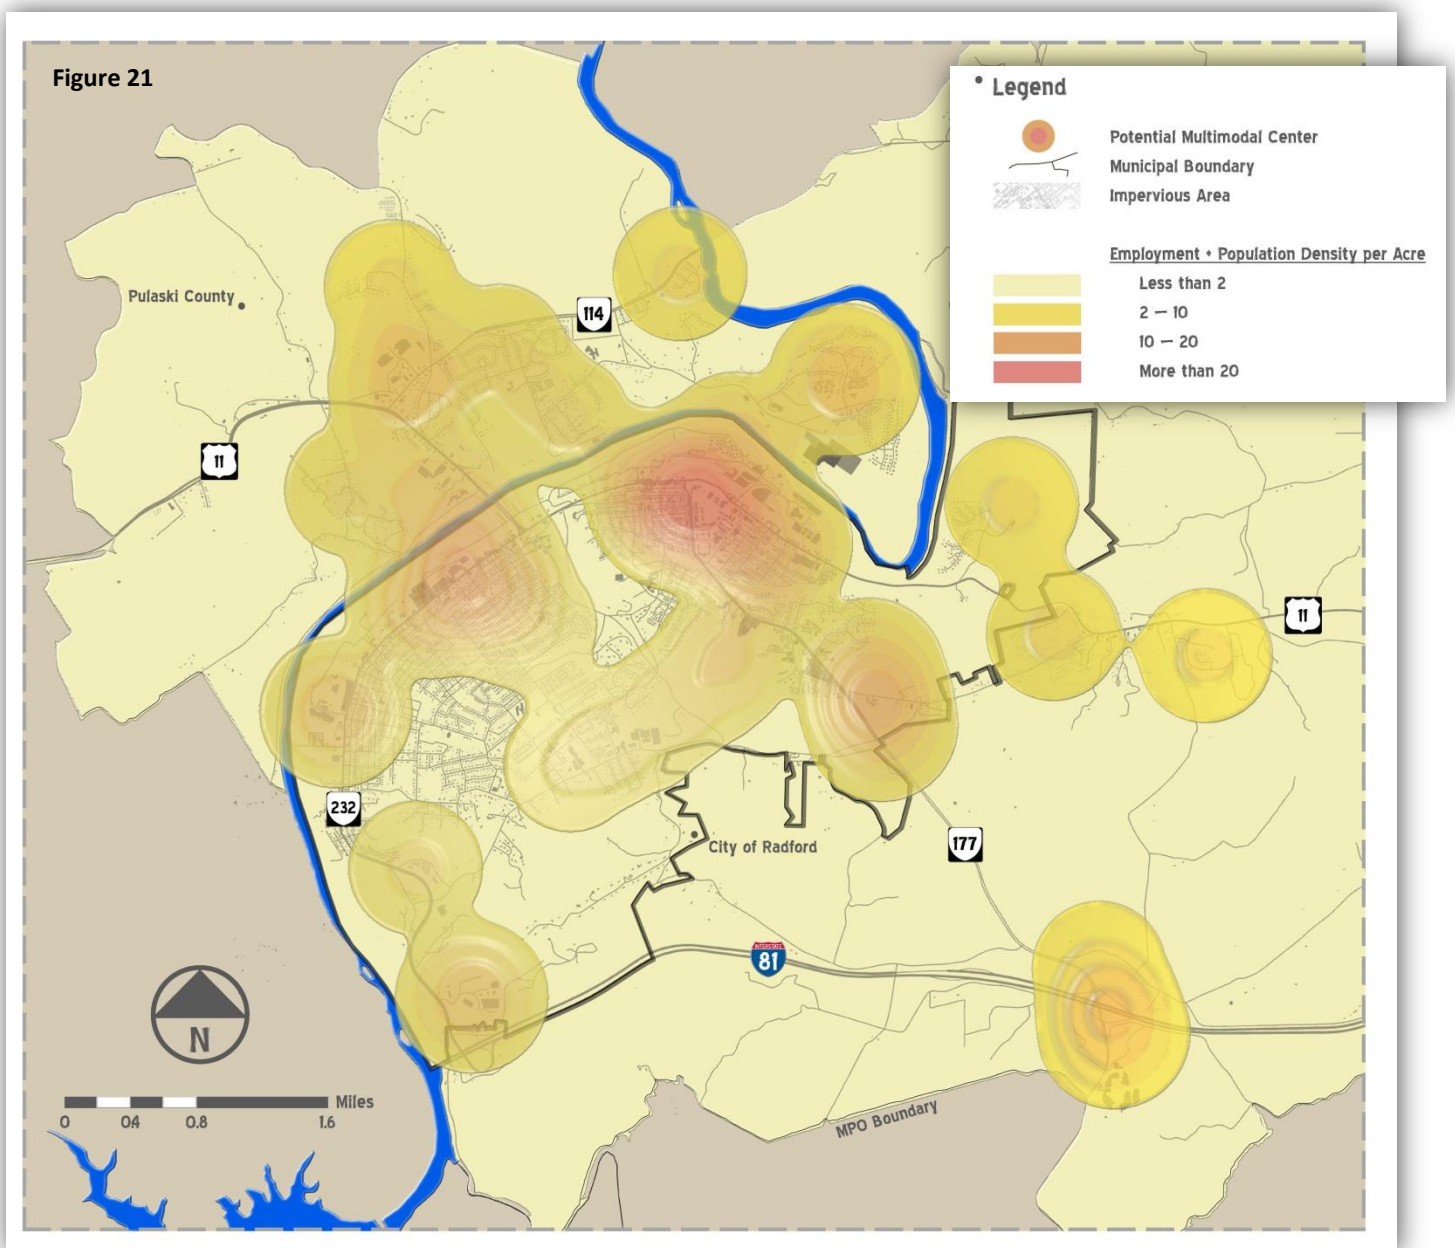 Figure 21
Legend
Potential Multimodal Center
Municipal Boundary
Impervious Area
Employment + Population Density per Acre
Less than 2
2 — 10
10 — 20
More than 20
Pulaski County
114
11
11
232
City of Radford
177
INTERSTATE
81
N
Miles
0 04 0.8 1.6
MPO Boundary